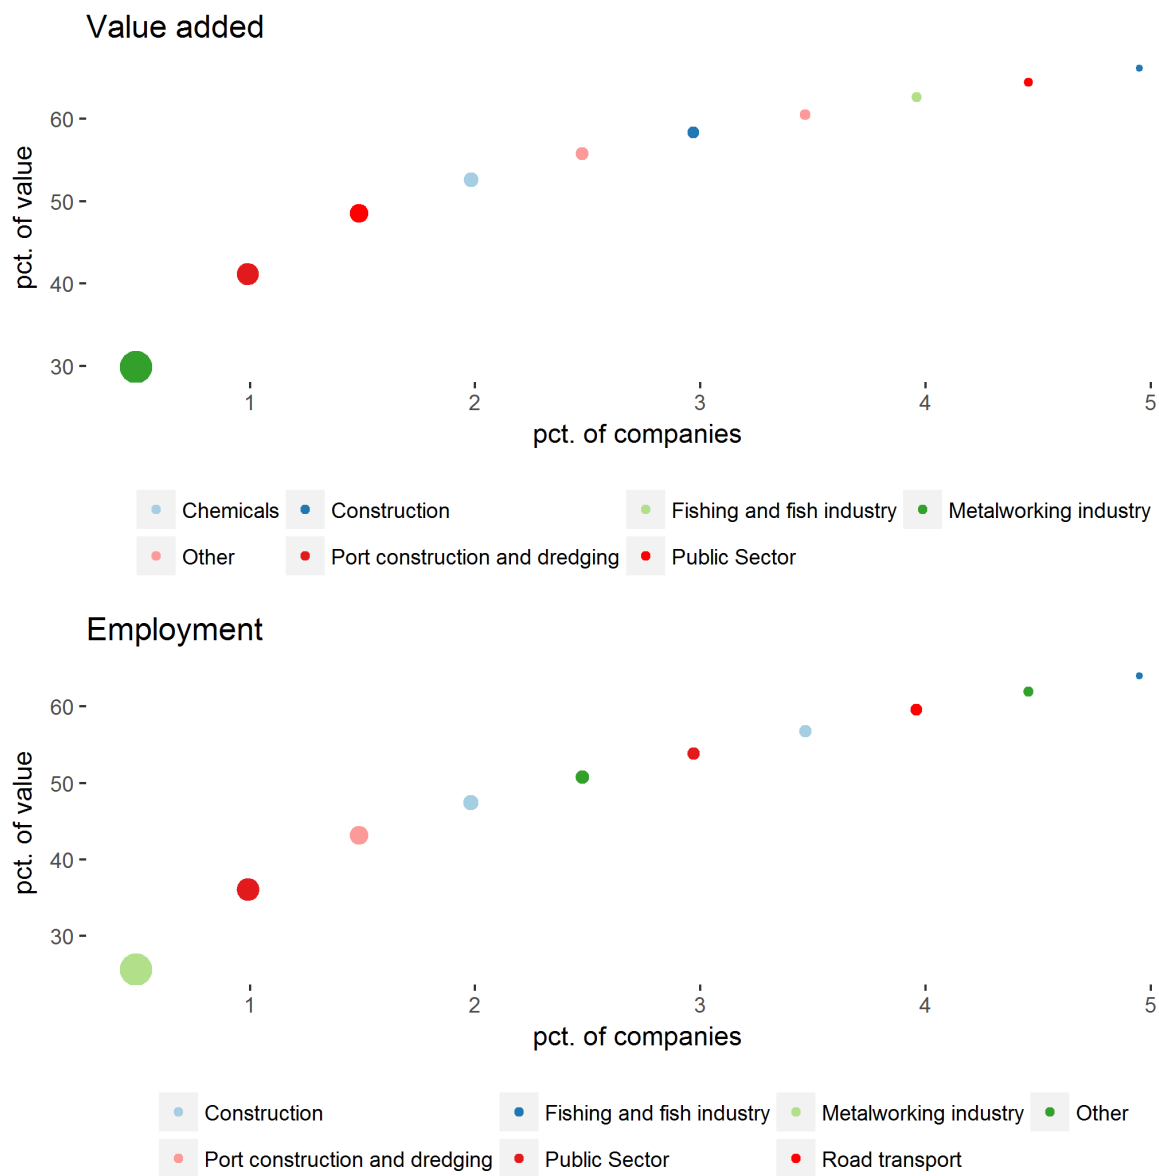 Value added
pct. of value
60
50
40
30
1 2 3 4 5
pct. of companies
Chemicals Construction Fishing and fish industry Metalworking industry
Other Port construction and dredging Public Sector
Employment
pct. of value
60
50
40
30
1 2 3 4 5
pct. of companies
Construction Fishing and fish industry Metalworking industry Other
Port construction and dredging Public Sector Road transport